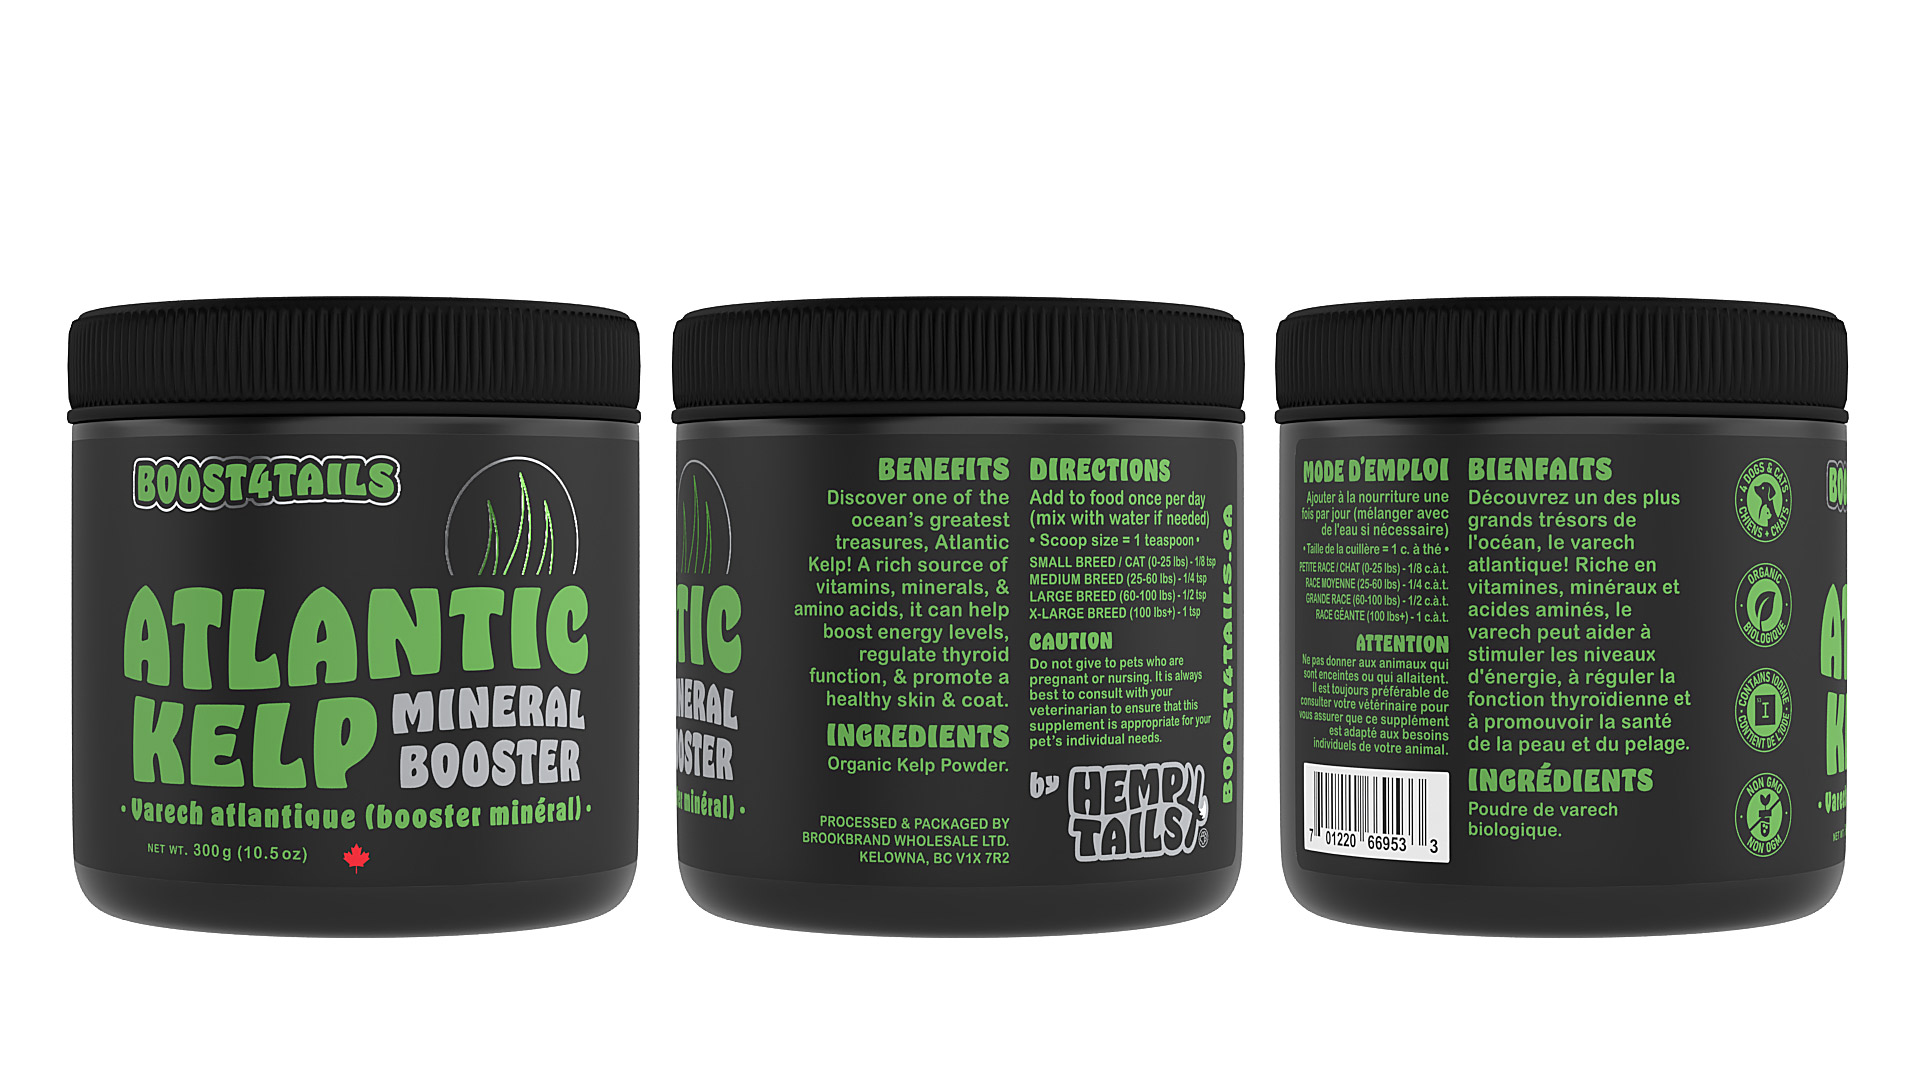 BOOST4TAILS
ATLANTIC
KELP
MINERAL
BOOSTER
· Varech atlantique (booster minéral) ·
NET WT. 300g (10.5 oz)
TIC
NERAL
OSTER
minéral) ·
BENEFITS
Discover one of the
ocean's greatest
treasures, Atlantic
Kelp! A rich source of
vitamins, minerals, &
amino acids, it can help
boost energy levels,
regulate thyroid
function, & promote a
healthy skin & coat.
INGREDIENTS
Organic Kelp Powder.
PROCESSED & PACKAGED BY
BROOKBRAND WHOLESALE LTD.
KELOWNA, BC V1X 7R2
DIRECTIONS
Add to food once per day
(mix with water if needed)
• Scoop size = 1 teaspoon •
SMALL BREED / CAT (0-25 lbs) - 1/8 tsp
MEDIUM BREED (25-60 lbs) - 1/4 tsp
LARGE BREED (60-100 lbs) - 1/2 tsp
X-LARGE BREED (100 lbs+) - 1 tsp
CAUTION
Do not give to pets who are
pregnant or nursing. It is always
best to consult with your
veterinarian to ensure that this
supplement is appropriate for your
pet's individual needs.
by HEMP
TAILS
BOOST4TAILS.CA
MODE D'EMPLOI
Ajouter à la nourriture une
fois par jour (mélanger avec
de l'eau si nécessaire)
• Taille de la cuillère = 1 c. à thé •
PETITE RACE / CHAT (0-25 lbs) - 1/8 c.à.t.
RACE MOYENNE (25-60 lbs) - 1/4 c.à.t.
GRANDE RACE (60-100 lbs) - 1/2 c.à.t.
RACE GÉANTE (100 lbs+) - 1 c.à.t.
ATTENTION
Ne pas donner aux animaux qui
sont enceintes ou qui allaitent.
Il est toujours préférable de
consulter votre vétérinaire pour
vous assurer que ce supplément
est adapté aux besoins
individuels de votre animal.
7 01220 66953 3
BIENFAITS
Découvrez un des plus
grands trésors de
l'océan, le varech
atlantique! Riche en
vitamines, minéraux et
acides aminés, le
varech peut aider à
stimuler les niveaux
d'énergie, à réguler la
fonction thyroïdienne et
à promouvoir la santé
de la peau et du pelage.
INGRÉDIENTS
Poudre de varech
biologique.
4 DOGS & CATS
CHIENS + CHATS
ORGANIC
BIOLOGIQUE
CONTAINS IODINE
I
CONTIENT DE L'IODE
NON GMO
NON OGM